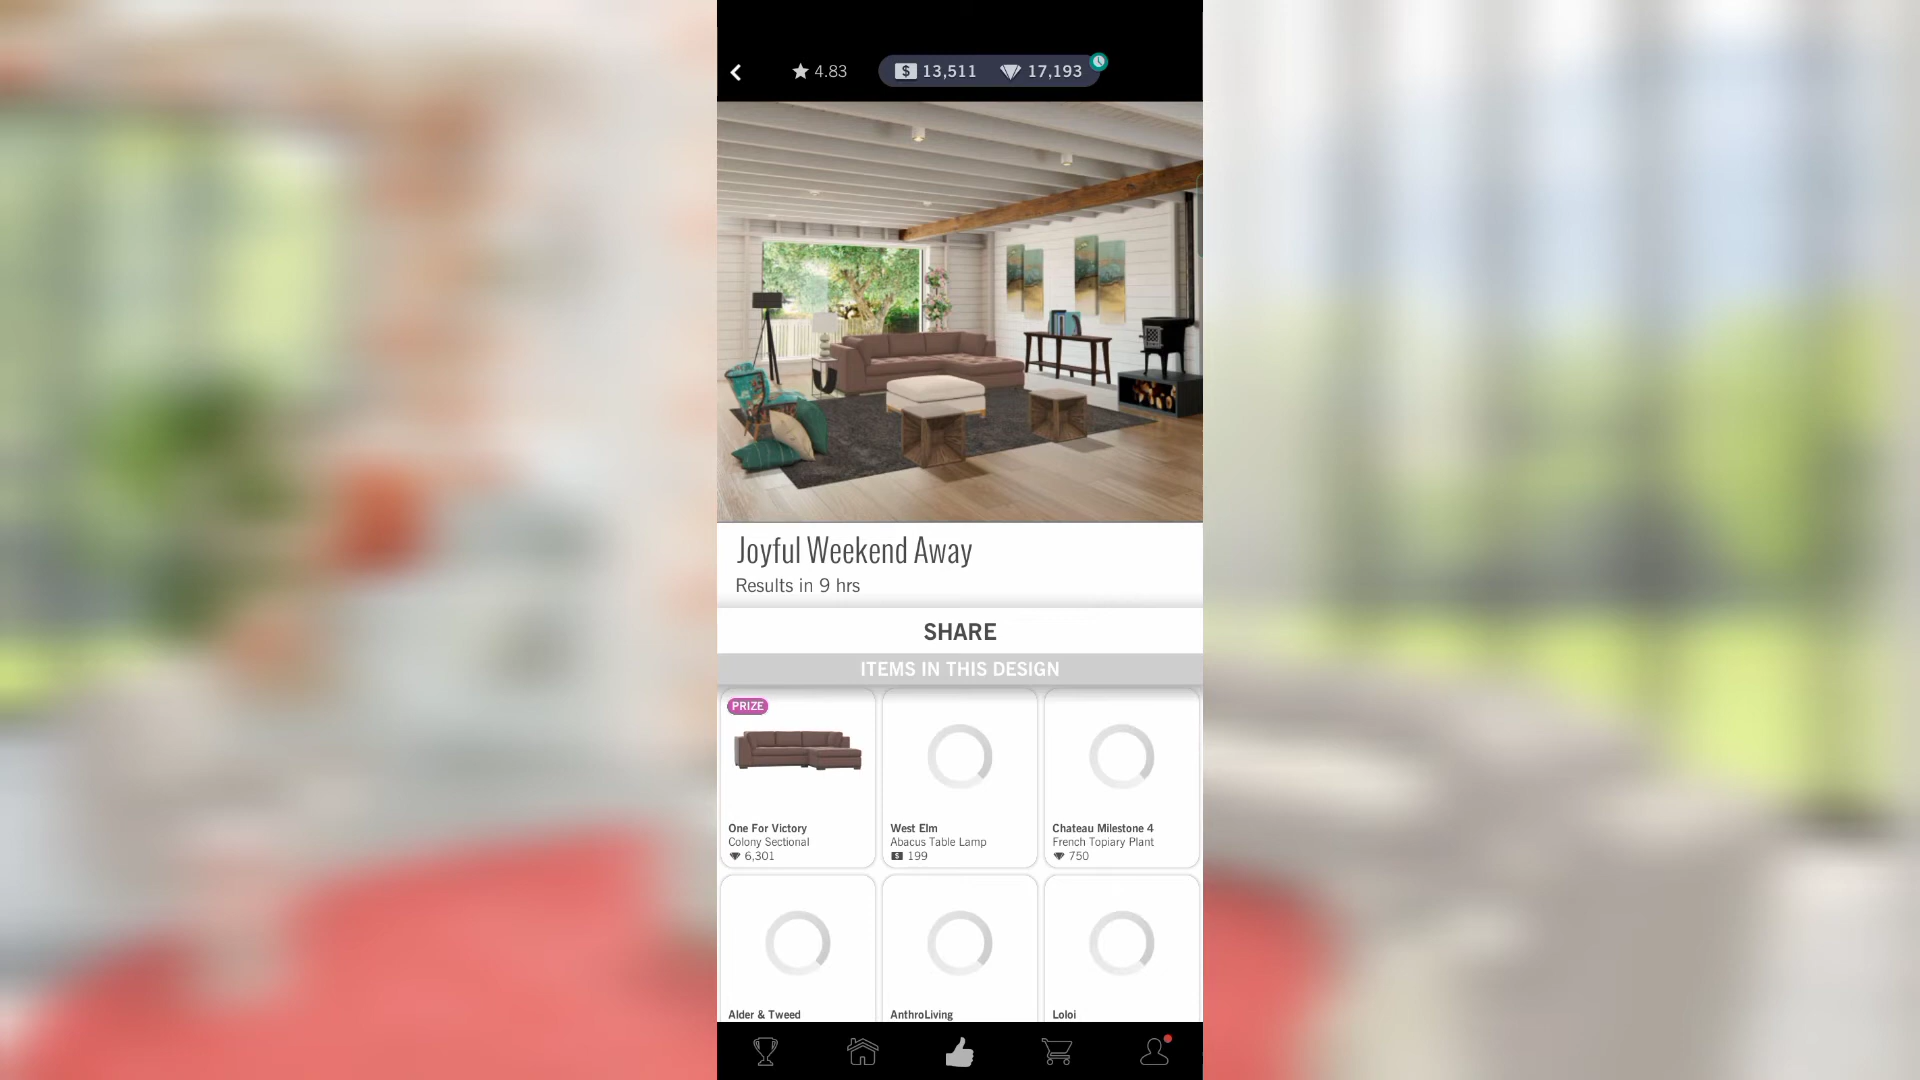 4.83
$ 13,511 17,193
Joyful Weekend Away
Results in 9 hrs
SHARE
ITEMS IN THIS DESIGN
PRIZE
One For Victory
Colony Sectional
6,301
West Elm
Abacus Table Lamp
$ 199
Chateau Milestone 4
French Topiary Plant
750
Alder & Tweed
AnthroLiving
Loloi